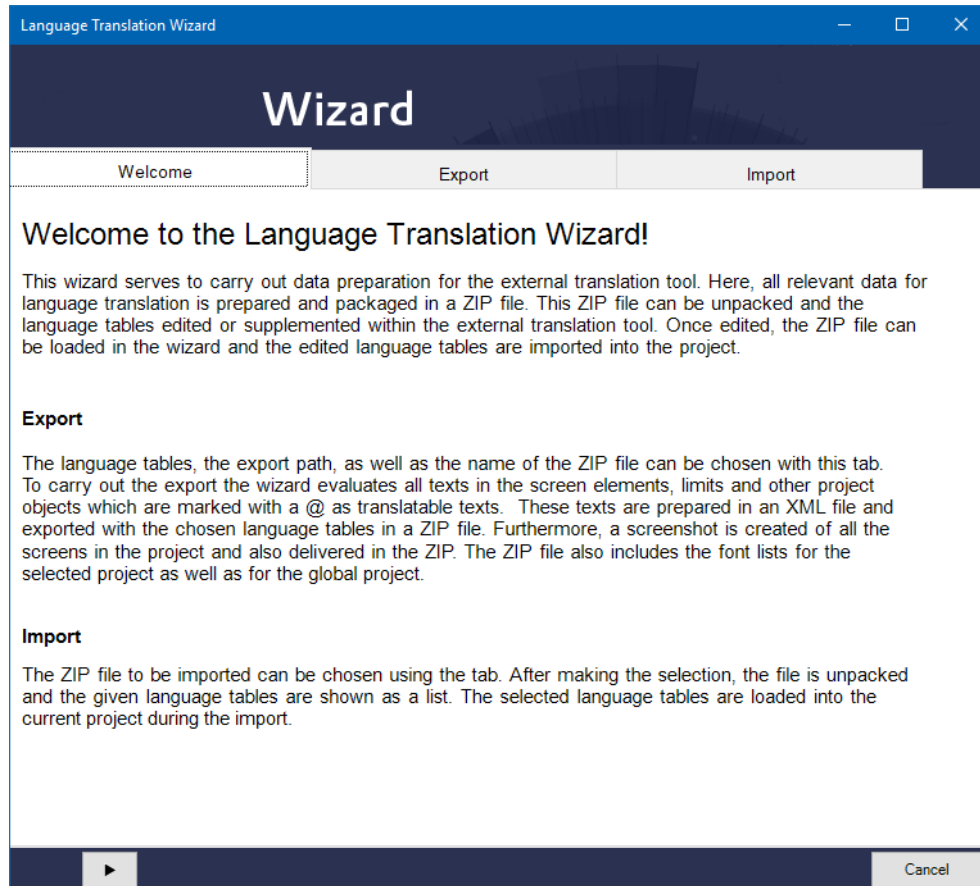 Language Translation Wizard
Wizard
Welcome
Export
Import
Welcome to the Language Translation Wizard!
This wizard serves to carry out data preparation for the external translation tool. Here, all relevant data for
language translation is prepared and packaged in a ZIP file. This ZIP file can be unpacked and the
language tables edited or supplemented within the external translation tool. Once edited, the ZIP file can
be loaded in the wizard and the edited language tables are imported into the project.
Export
The language tables, the export path, as well as the name of the ZIP file can be chosen with this tab.
To carry out the export the wizard evaluates all texts in the screen elements, limits and other project
objects which are marked with a @ as translatable texts.  These texts are prepared in an XML file and
exported with the chosen language tables in a ZIP file. Furthermore, a screenshot is created of all the
screens in the project and also delivered in the ZIP. The ZIP file also includes the font lists for the
selected project as well as for the global project.
Import
The ZIP file to be imported can be chosen using the tab. After making the selection, the file is unpacked
and the given language tables are shown as a list. The selected language tables are loaded into the
current project during the import.
Cancel